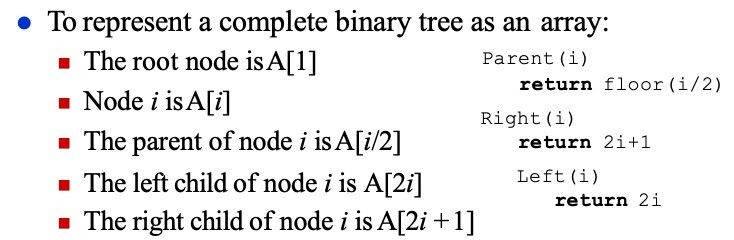 To represent a complete binary tree as an array:
The root node is A[1]
Node i is A[i]
The parent of node i is A[i/2]
The left child of node i is A[2i]
The right child of node i is A[2i + 1]
Parent(i)
return floor(i/2)
Right(i)
return 2i+1
Left(i)
return 2i